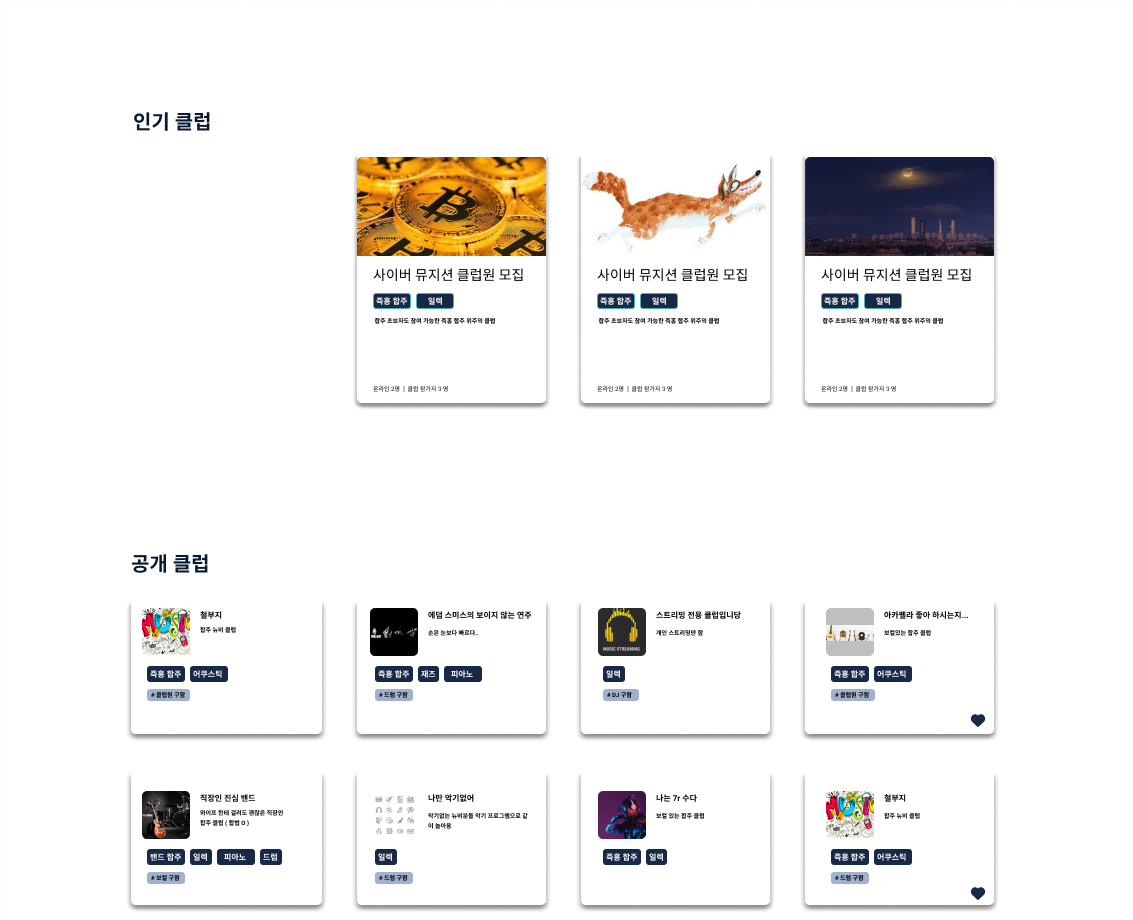 인기 클럽
사이버 뮤지션 클럽원 모집
즉흥 합주 일렉
합주 초보자도 참여 가능한 즉흥 합주 위주의 클럽
온라인 2명 | 클럽 참가자 3 명
사이버 뮤지션 클럽원 모집
즉흥 합주 일렉
합주 초보자도 참여 가능한 즉흥 합주 위주의 클럽
온라인 2명 | 클럽 참가자 3 명
사이버 뮤지션 클럽원 모집
즉흥 합주 일렉
합주 초보자도 참여 가능한 즉흥 합주 위주의 클럽
온라인 2명 | 클럽 참가자 3 명
공개 클럽
MUSIC
철부지
합주 뉴비 클럽
즉흥 합주 어쿠스틱
# 클럽원 구함
에덤 스미스의 보이지 않는 연주
손은 눈보다 빠르다..
즉흥 합주 재즈 피아노
# 드럼 구함
MUSIC STREAMING
스트리밍 전용 클럽입니당
개인 스트리밍만 함
일렉
# DJ 구함
아카펠라 좋아 하시는지...
보컬있는 합주 클럽
즉흥 합주 어쿠스틱
# 클럽원 구함
직장인 진심 밴드
와이프 한테 걸려도 괜찮은 직장인
합주 클럽 ( 합법 O )
밴드 합주 일렉 피아노 드럼
# 보컬 구함
나만 악기없어
악기없는 뉴비분들 악기 프로그램으로 같
이 놀아용
일렉
# 드럼 구함
나는 7r 수다
보컬 있는 합주 클럽
즉흥 합주 일렉
MUSIC
철부지
합주 뉴비 클럽
즉흥 합주 어쿠스틱
# 드럼 구함